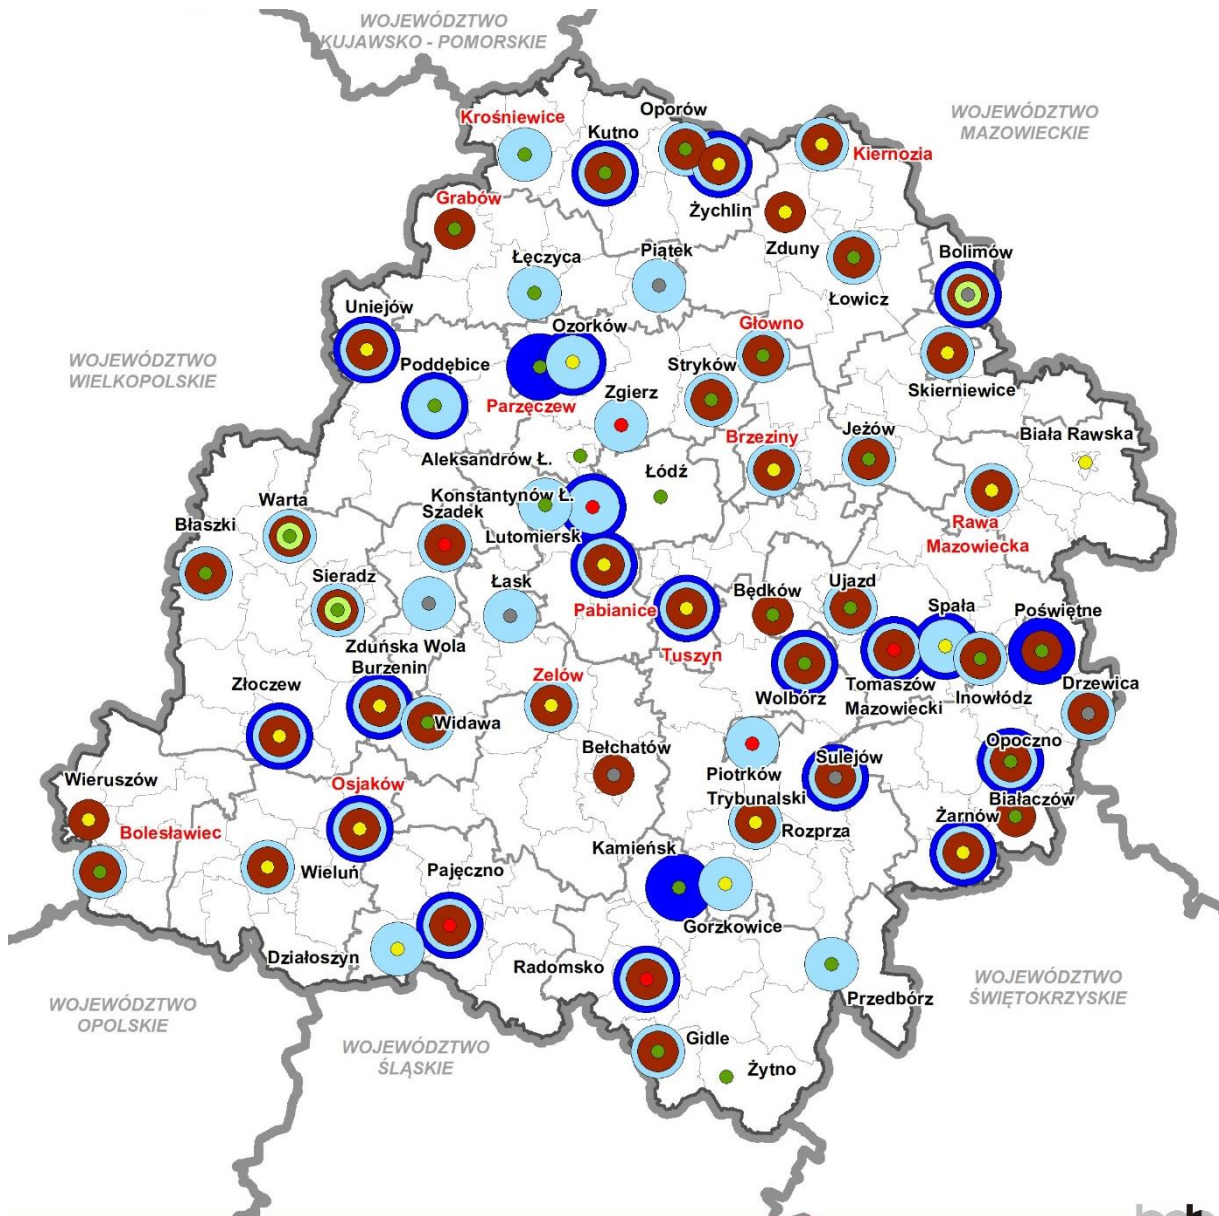 WOJEWÓDZTWO
KUJAWSKO - POMORSKIE
WOJEWÓDZTWO
MAZOWIECKIE
Oporów
Krośniewice
Kutno
Kiernozia
Grabów
Żychlin
Zduny
Łęczyca
Piątek
Bolimów
Łowicz
Uniejów
Ozorków
Głowno
WOJEWÓDZTWO
WIELKOPOLSKIE
Poddębice
Stryków
Skierniewice
Zgierz
Parzęczew
Brzeziny
Jeżów
Biała Rawska
Aleksandrów Ł.
Łódź
Konstantynów Ł.
Warta
Szadek
Błaszki
Lutomiersk
Rawa
Mazowiecka
Sieradz
Łask
Będków
Ujazd
Spała
Poświętne
Pabianice
Zduńska Wola
Tuszyn
Burzenin
Zelów
Drzewica
Złoczew
Wolbórz
Tomaszów
Mazowiecki
Inowłódz
Widawa
Bełchatów
Opoczno
Sulejów
Wieruszów
Piotrków
Trybunalski
Osjaków
Białaczów
Żarnów
Rozprza
Bolesławiec
Kamieńsk
Wieluń
Pajęczno
Gorzkowice
Działoszyn
Radomsko
Przedbórz
WOJEWÓDZTWO
ŚWIĘTOKRZYSKIE
WOJEWÓDZTWO
OPOLSKIE
Gidle
WOJEWÓDZTWO
ŚLĄSKIE
Żytno